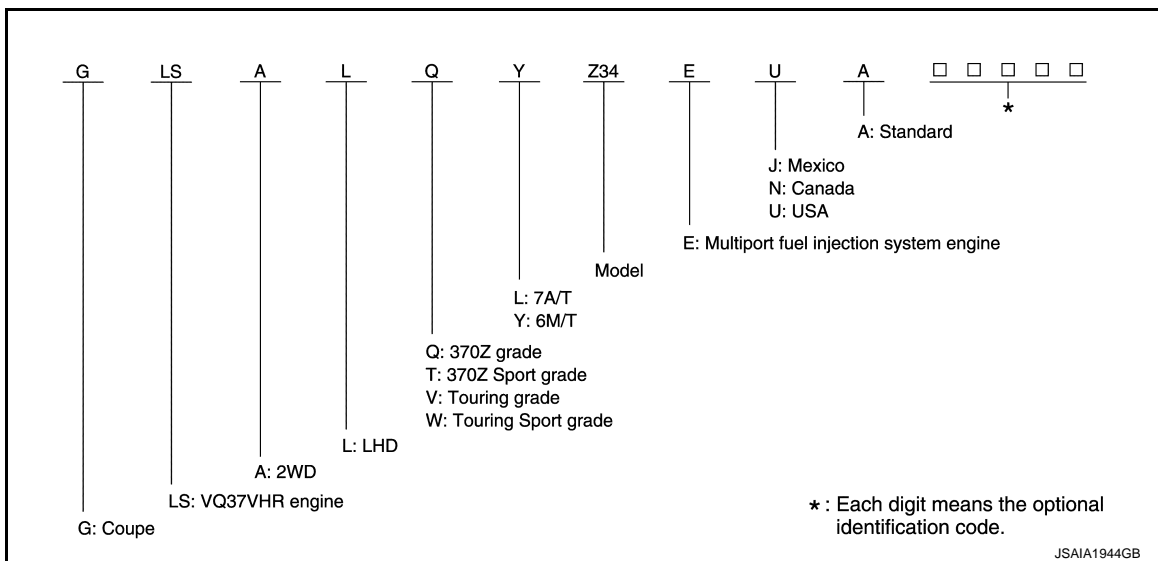 G LS A L Q Y Z34 E U A □ □ □ □ □
*
A: Standard
J: Mexico
N: Canada
U: USA
E: Multiport fuel injection system engine
Model
L: 7A/T
Y: 6M/T
Q: 370Z grade
T: 370Z Sport grade
V: Touring grade
W: Touring Sport grade
L: LHD
A: 2WD
LS: VQ37VHR engine
G: Coupe
* : Each digit means the optional
identification code.
JSAIA1944GB